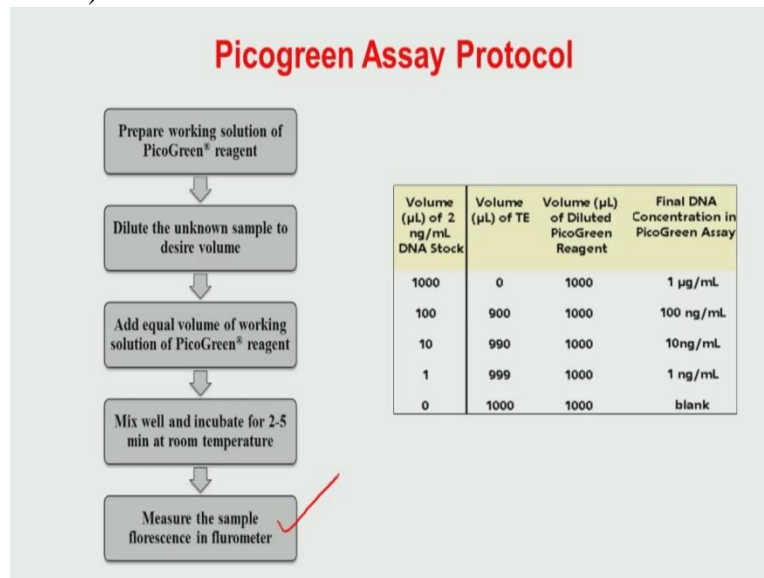 )
Picogreen Assay Protocol
Prepare working solution of
PicoGreen® reagent
Dilute the unknown sample to
desire volume
Add equal volume of working
solution of PicoGreen® reagent
Mix well and incubate for 2-5
min at room temperature
Measure the sample
florescence in flurometer
Volume (µL) of 2 ng/mL DNA Stock Volume (µL) of TE Volume (µL) of Diluted PicoGreen Reagent Final DNA Concentration in PicoGreen Assay
1000 0 1000 1 µg/mL
100 900 1000 100 ng/mL
10 990 1000 10ng/mL
1 999 1000 1 ng/mL
0 1000 1000 blank